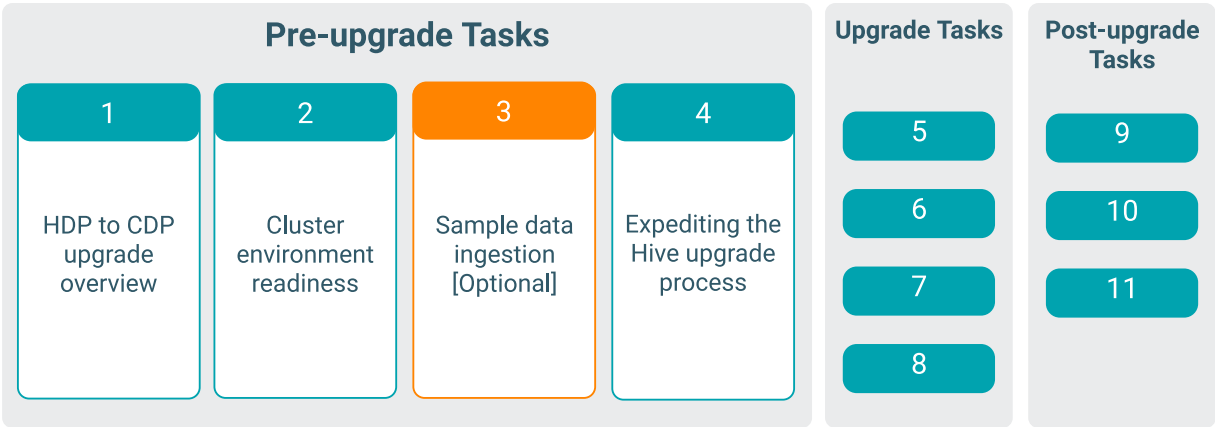 Pre-upgrade Tasks
1
HDP to CDP
upgrade
overview
2
Cluster
environment
readiness
3
Sample data
ingestion
[Optional]
4
Expediting the
Hive upgrade
process
Upgrade Tasks
5
6
7
8
Post-upgrade
Tasks
9
10
11